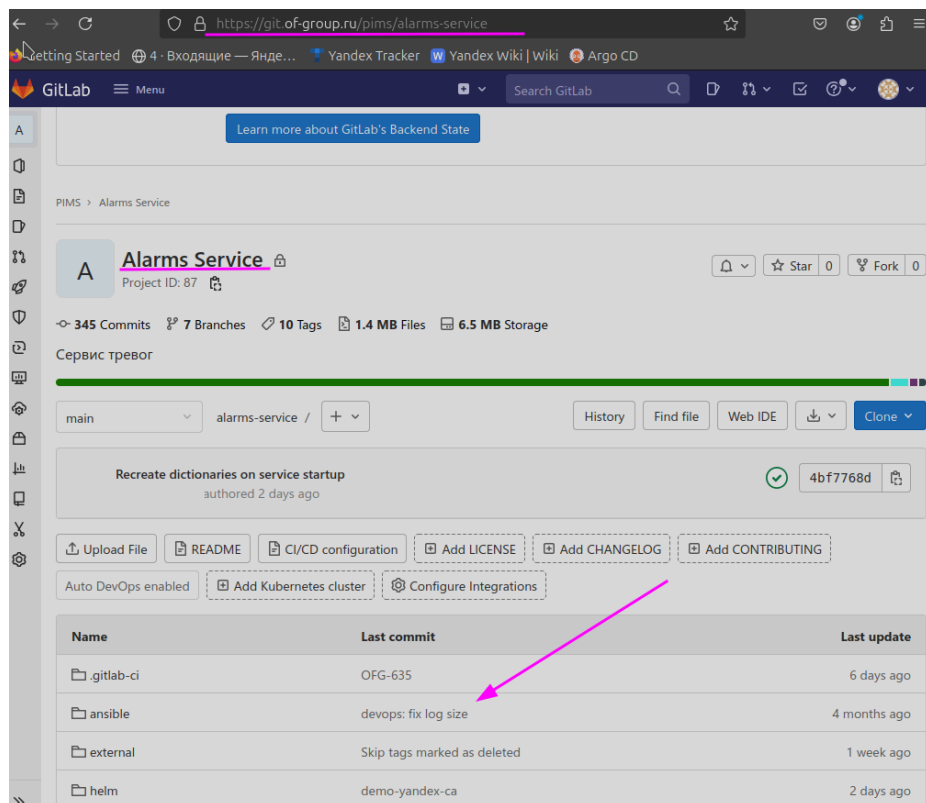 https://git.of-group.ru/pims/alarms-service
Getting Started 4 · Входящие — Янде... Yandex Tracker W Yandex Wiki | Wiki Argo CD
GitLab Menu Search GitLab
A
Learn more about GitLab's Backend State
PIMS › Alarms Service
A
Alarms Service
Project ID: 87
Star 0 Fork 0
345 Commits 7 Branches 10 Tags 1.4 MB Files 6.5 MB Storage
Сервис тревог
main alarms-service / + History Find file Web IDE Clone
Recreate dictionaries on service startup
authored 2 days ago
4bf7768d
Upload File README CI/CD configuration Add LICENSE Add CHANGELOG Add CONTRIBUTING
Auto DevOps enabled Add Kubernetes cluster Configure Integrations
Name Last commit Last update
.gitlab-ci OFG-635 6 days ago
ansible devops: fix log size 4 months ago
external Skip tags marked as deleted 1 week ago
helm demo-yandex-ca 2 days ago